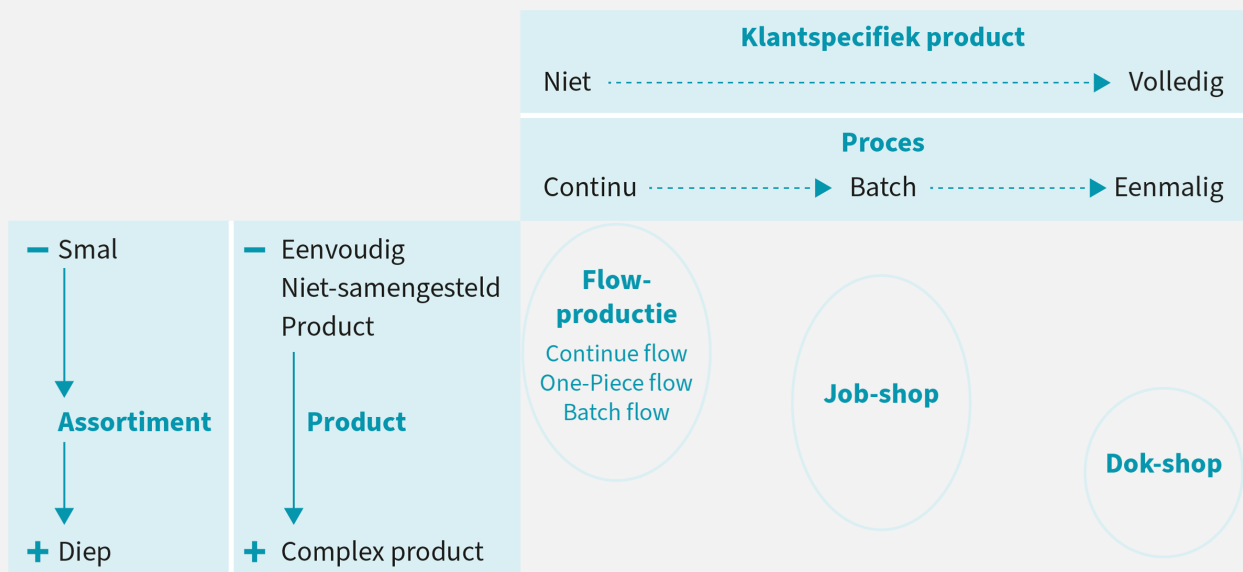 Klantspecifiek product
Niet Volledig
Proces
Continu Batch Eenmalig
Smal
Assortiment
Diep
Eenvoudig
Niet-samengesteld
Product
Product
Complex product
Flow-
productie
Continue flow
One-Piece flow
Batch flow
Job-shop
Dok-shop